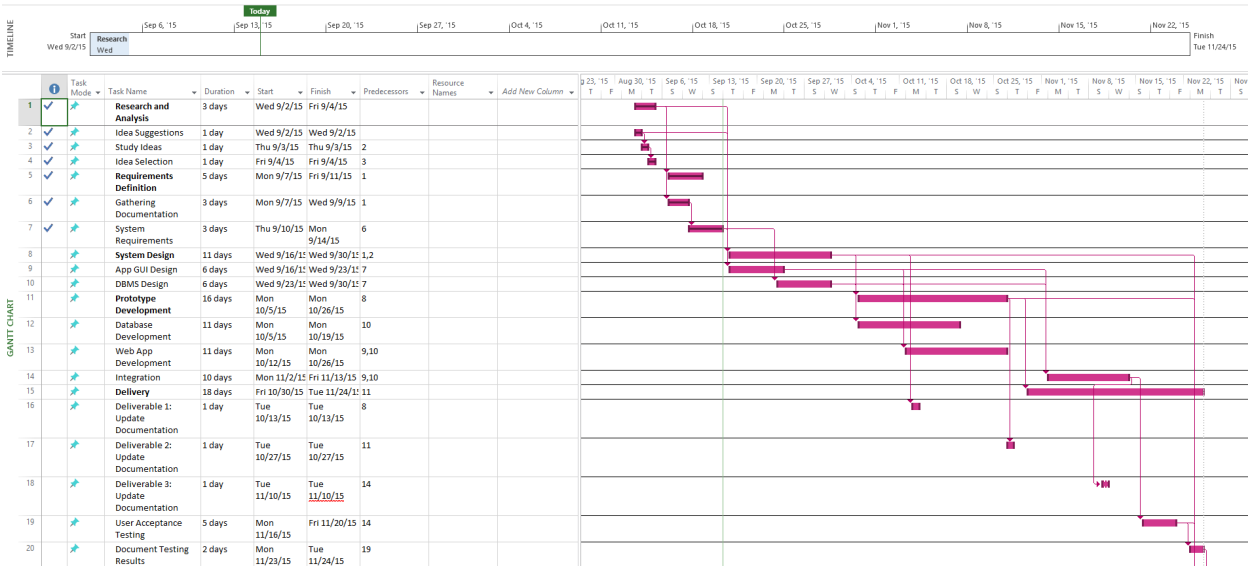 Today
Sep 6, '15 Sep 13, '15 Sep 20, '15 Sep 27, '15 Oct 4, '15 Oct 11, '15 Oct 18, '15 Oct 25, '15 Nov 1, '15 Nov 8, '15 Nov 15, '15 Nov 22, '15
TIMELINE
Start
Wed 9/2/15
Research
Wed
Finish
Tue 11/24/15
GANTT CHART
Task Mode Task Name Duration Start Finish Predecessors Resource Names Add New Column
g 23, '15 Aug 30, '15 Sep 6, '15 Sep 13, '15 Sep 20, '15 Sep 27, '15 Oct 4, '15 Oct 11, '15 Oct 18, '15 Oct 25, '15 Nov 1, '15 Nov 8, '15 Nov 15, '15 Nov 22, '15 Nov
T F S M T W T F S M T W T F S M T W T F S M T W T F S M T W T F S M T W T F S M T S
1 Research and Analysis 3 days Wed 9/2/15 Fri 9/4/15
2 Idea Suggestions 1 day Wed 9/2/15 Wed 9/2/15
3 Study Ideas 1 day Thu 9/3/15 Thu 9/3/15 2
4 Idea Selection 1 day Fri 9/4/15 Fri 9/4/15 3
5 Requirements Definition 5 days Mon 9/7/15 Fri 9/11/15 1
6 Gathering Documentation 3 days Mon 9/7/15 Wed 9/9/15 1
7 System Requirements 3 days Thu 9/10/15 Mon 9/14/15 6
8 System Design 11 days Wed 9/16/15 Wed 9/30/15 1,2
9 App GUI Design 6 days Wed 9/16/15 Wed 9/23/15 7
10 DBMS Design 6 days Wed 9/23/15 Wed 9/30/15 7
11 Prototype Development 16 days Mon 10/5/15 Mon 10/26/15 8
12 Database Development 11 days Mon 10/5/15 Mon 10/19/15 10
13 Web App Development 11 days Mon 10/12/15 Mon 10/26/15 9,10
14 Integration 10 days Mon 11/2/15 Fri 11/13/15 9,10
15 Delivery 18 days Fri 10/30/15 Tue 11/24/15 11
16 Deliverable 1: Update Documentation 1 day Tue 10/13/15 Tue 10/13/15 8
17 Deliverable 2: Update Documentation 1 day Tue 10/27/15 Tue 10/27/15 11
18 Deliverable 3: Update Documentation 1 day Tue 11/10/15 Tue 11/10/15 14
19 User Acceptance Testing 5 days Mon 11/16/15 Fri 11/20/15 14
20 Document Testing Results 2 days Mon 11/23/15 Tue 11/24/15 19